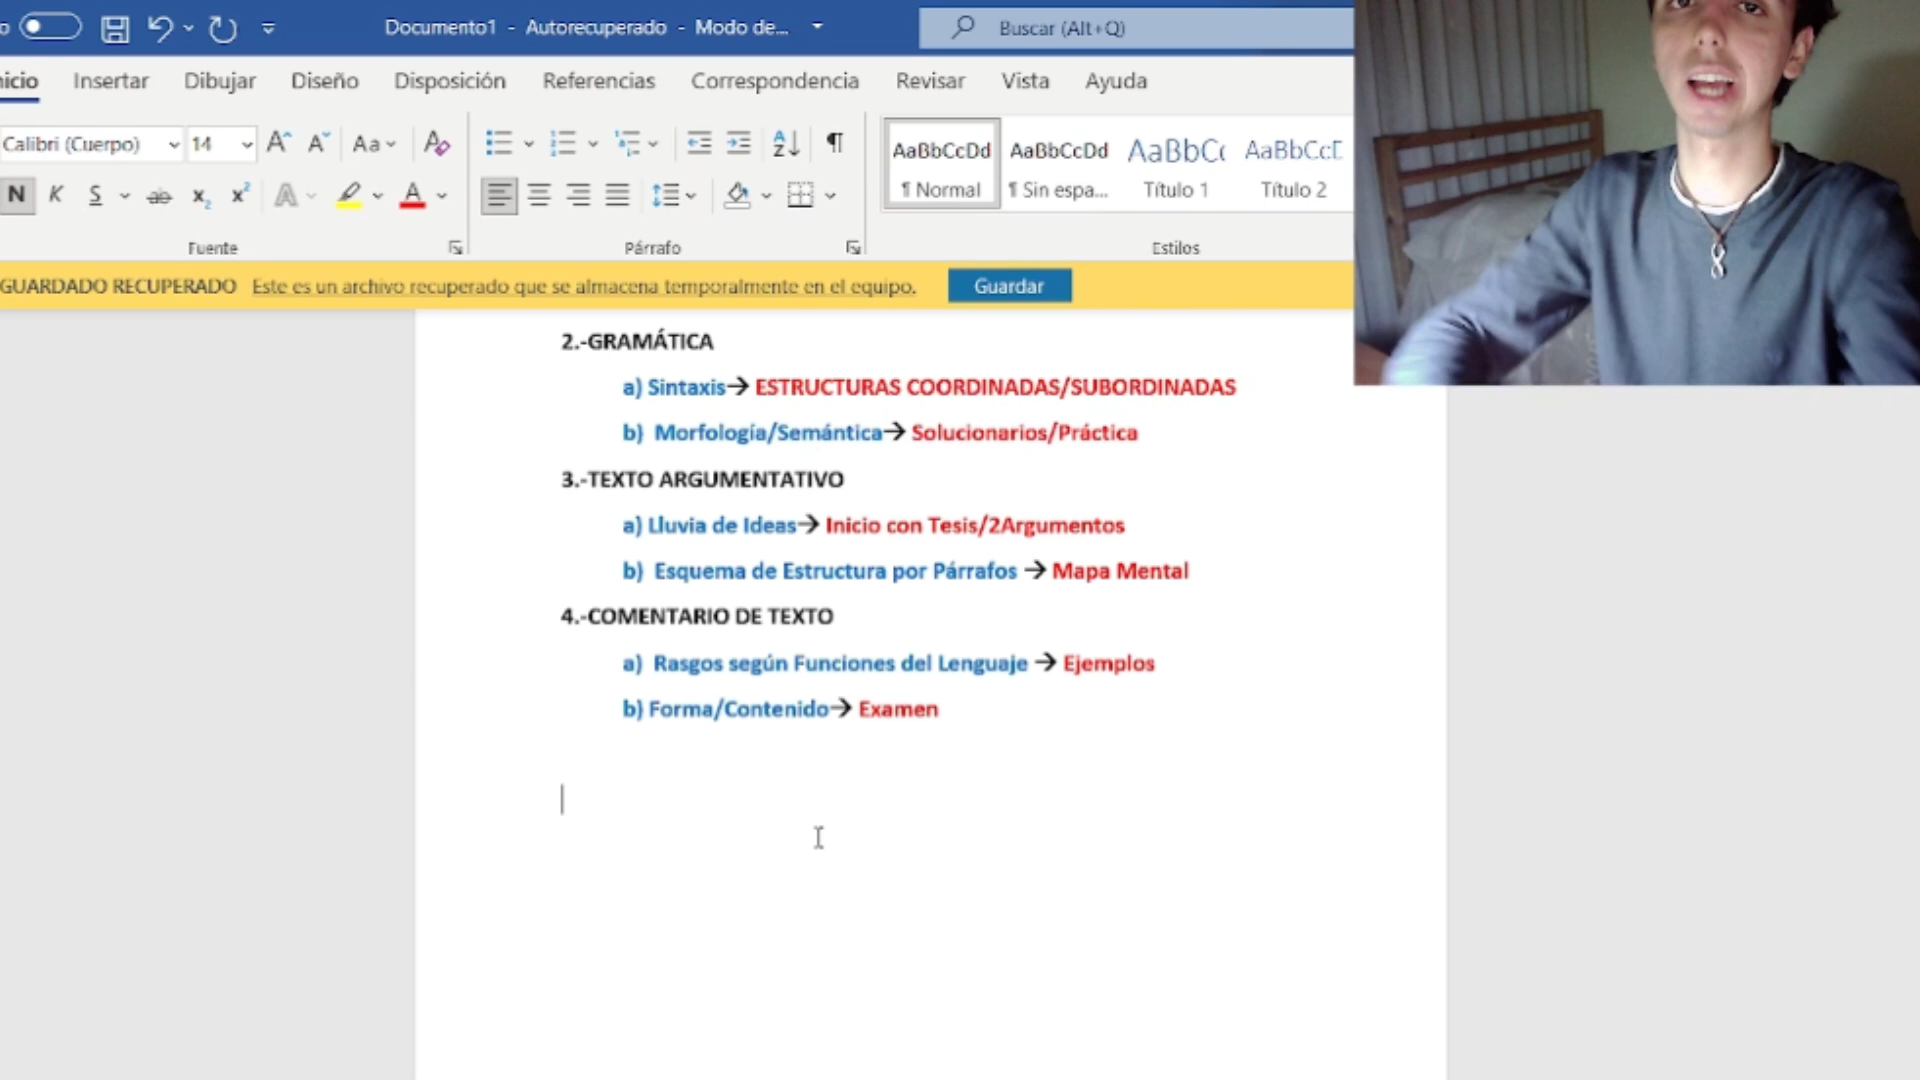 Documento1 - Autorecuperado - Modo de...
Buscar (Alt+Q)
Insertar Dibujar Diseño Disposición Referencias Correspondencia Revisar Vista Ayuda
Calibri (Cuerpo) 14 Aa
N K S ab x₂ x² A A
AaBbCcDd AaBbCcDd AaBbCc AaBbCcD
¶ Normal ¶ Sin espa... Título 1 Título 2
Fuente Párrafo Estilos
GUARDADO RECUPERADO Este es un archivo recuperado que se almacena temporalmente en el equipo. Guardar
2.-GRAMÁTICA
a) Sintaxis→ ESTRUCTURAS COORDINADAS/SUBORDINADAS
b) Morfología/Semántica→ Solucionarios/Práctica
3.-TEXTO ARGUMENTATIVO
a) Lluvia de Ideas→ Inicio con Tesis/2Argumentos
b) Esquema de Estructura por Párrafos → Mapa Mental
4.-COMENTARIO DE TEXTO
a) Rasgos según Funciones del Lenguaje → Ejemplos
b) Forma/Contenido→ Examen